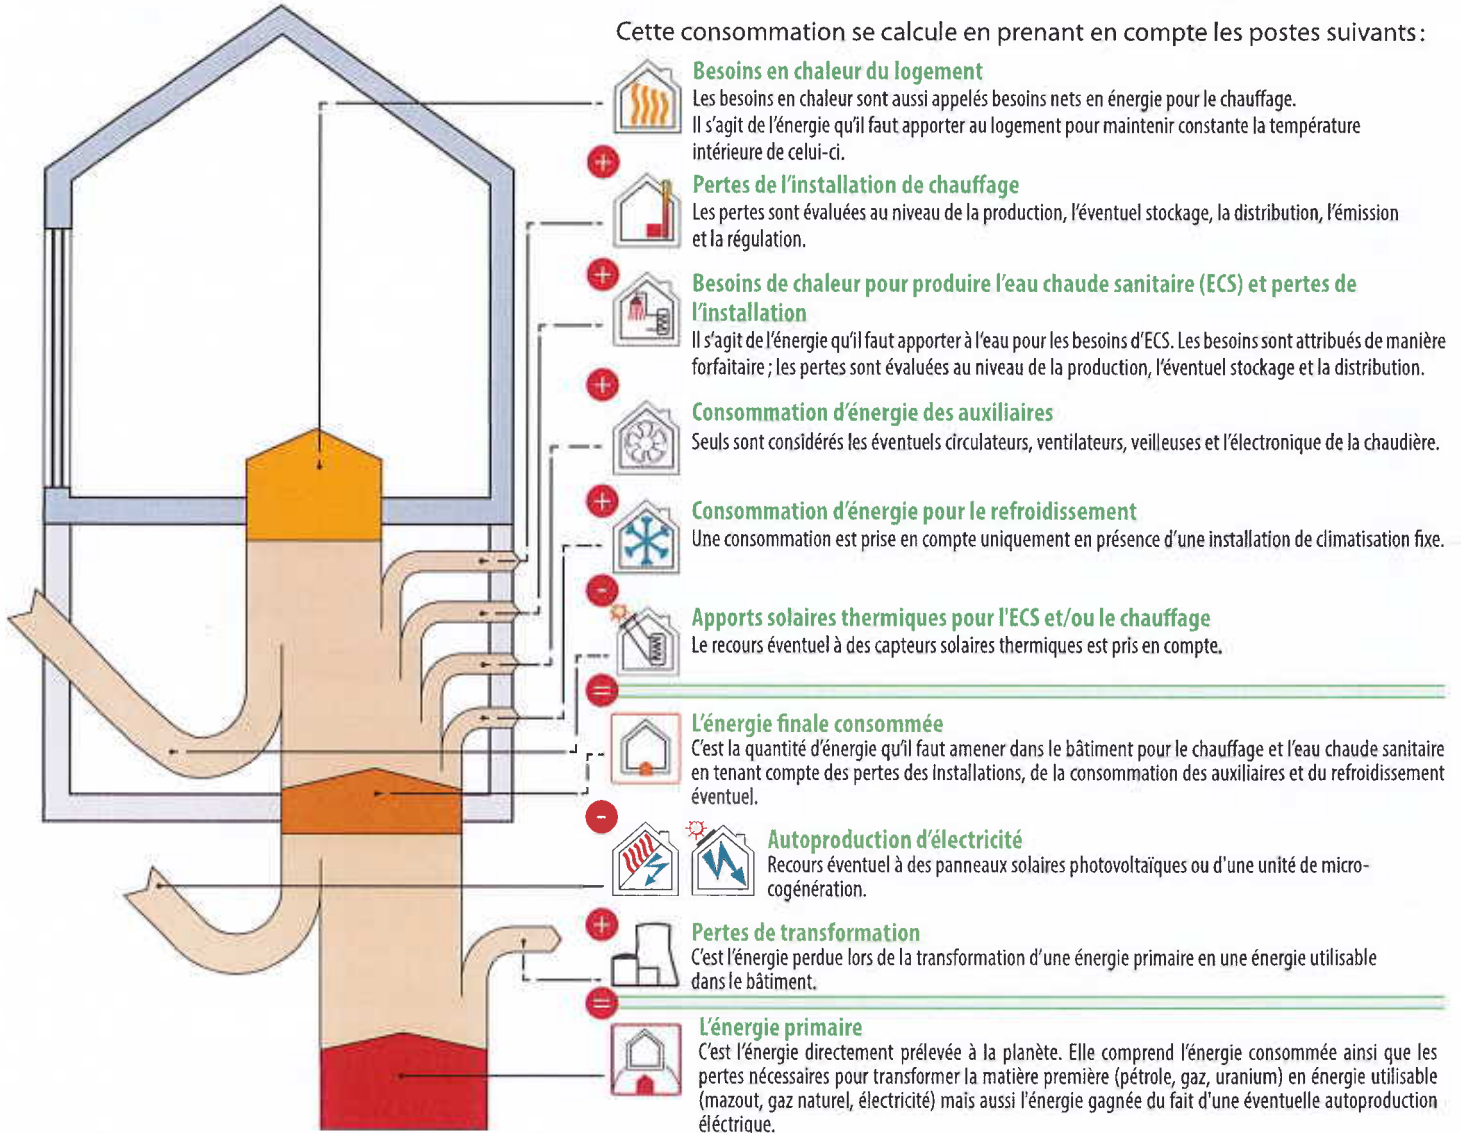 Cette consommation se calcule en prenant en compte les postes suivants :
Besoins en chaleur du logement
Les besoins en chaleur sont aussi appelés besoins nets en énergie pour le chauffage.
Il s'agit de l'énergie qu'il faut apporter au logement pour maintenir constante la température
intérieure de celui-ci.
+
Pertes de l'installation de chauffage
Les pertes sont évaluées au niveau de la production, l'éventuel stockage, la distribution, l'émission
et la régulation.
+
Besoins de chaleur pour produire l'eau chaude sanitaire (ECS) et pertes de
l'installation
Il s'agit de l'énergie qu'il faut apporter à l'eau pour les besoins d'ECS. Les besoins sont attribués de manière
forfaitaire ; les pertes sont évaluées au niveau de la production, l'éventuel stockage et la distribution.
+
Consommation d'énergie des auxiliaires
Seuls sont considérés les éventuels circulateurs, ventilateurs, veilleuses et l'électronique de la chaudière.
+
Consommation d'énergie pour le refroidissement
Une consommation est prise en compte uniquement en présence d'une installation de climatisation fixe.
-
Apports solaires thermiques pour l'ECS et/ou le chauffage
Le recours éventuel à des capteurs solaires thermiques est pris en compte.
=
L'énergie finale consommée
C'est la quantité d'énergie qu'il faut amener dans le bâtiment pour le chauffage et l'eau chaude sanitaire
en tenant compte des pertes des installations, de la consommation des auxiliaires et du refroidissement
éventuel.
-
Autoproduction d'électricité
Recours éventuel à des panneaux solaires photovoltaïques ou d'une unité de micro-
cogénération.
+
Pertes de transformation
C'est l'énergie perdue lors de la transformation d'une énergie primaire en une énergie utilisable
dans le bâtiment.
=
L'énergie primaire
C'est l'énergie directement prélevée à la planète. Elle comprend l'énergie consommée ainsi que les
pertes nécessaires pour transformer la matière première (pétrole, gaz, uranium) en énergie utilisable
(mazout, gaz naturel, électricité) mais aussi l'énergie gagnée du fait d'une éventuelle autoproduction
éléctrique.